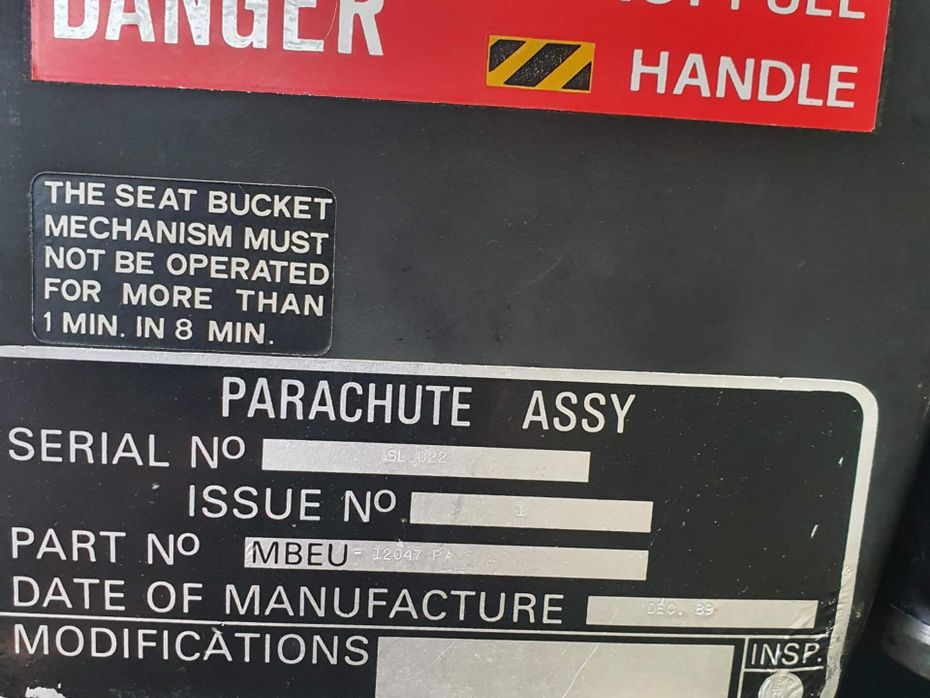 DANGER
HANDLE
THE SEAT BUCKET
MECHANISM MUST
NOT BE OPERATED
FOR MORE THAN
1 MIN. IN 8 MIN.
PARACHUTE ASSY
SERIAL NO SL 022
ISSUE NO 1
PART NO MBEU - 12047 PA
DATE OF MANUFACTURE DEC. 89
MODIFICATIONS
INSP.